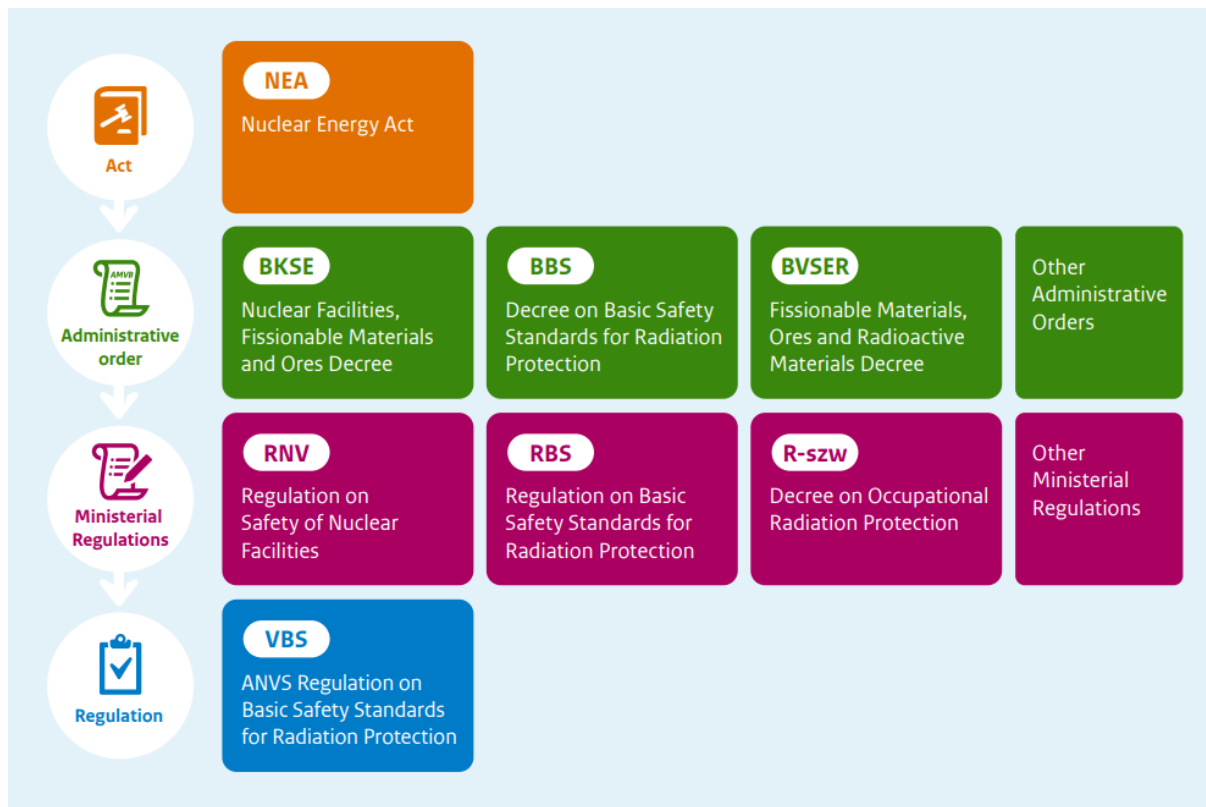 NEA
Nuclear Energy Act
Act
BKSE
Nuclear Facilities,
Fissionable Materials
and Ores Decree
BBS
Decree on Basic Safety
Standards for Radiation
Protection
BVSER
Fissionable Materials,
Ores and Radioactive
Materials Decree
Other
Administrative
Orders
AMVB
Administrative
order
RNV
Regulation on
Safety of Nuclear
Facilities
RBS
Regulation on Basic
Safety Standards for
Radiation Protection
R-szw
Decree on Occupational
Radiation Protection
Other
Ministerial
Regulations
Ministerial
Regulations
VBS
ANVS Regulation on
Basic Safety Standards
for Radiation Protection
Regulation